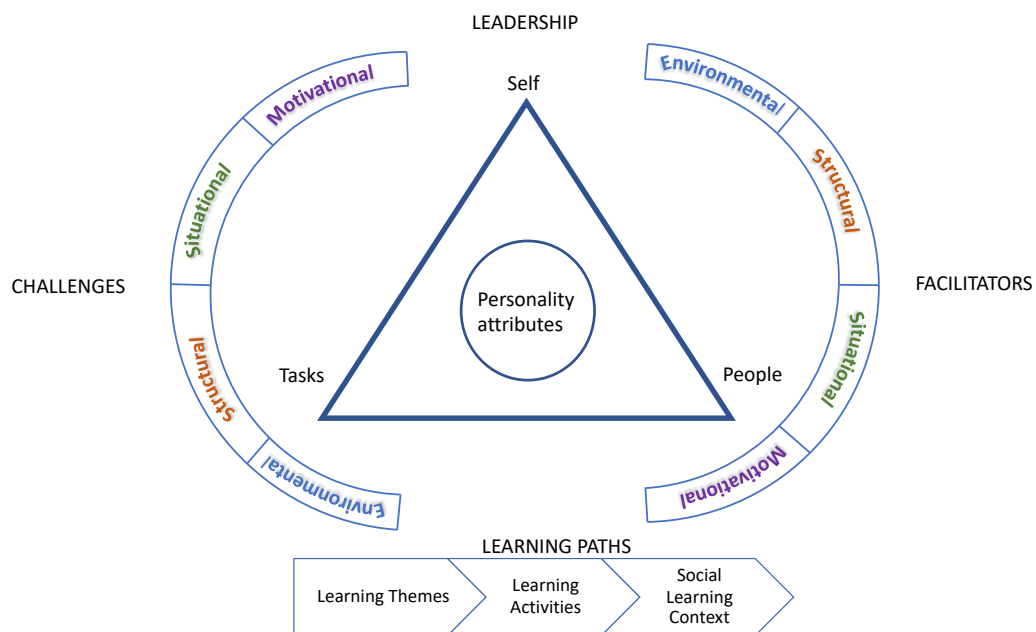 LEADERSHIP
Self
Motivational
Situational
Structural
Environmental
Environmental
Structural
Situational
Motivational
CHALLENGES
FACILITATORS
Personality
attributes
Tasks
People
LEARNING PATHS
Learning Themes
Learning
Activities
Social
Learning
Context